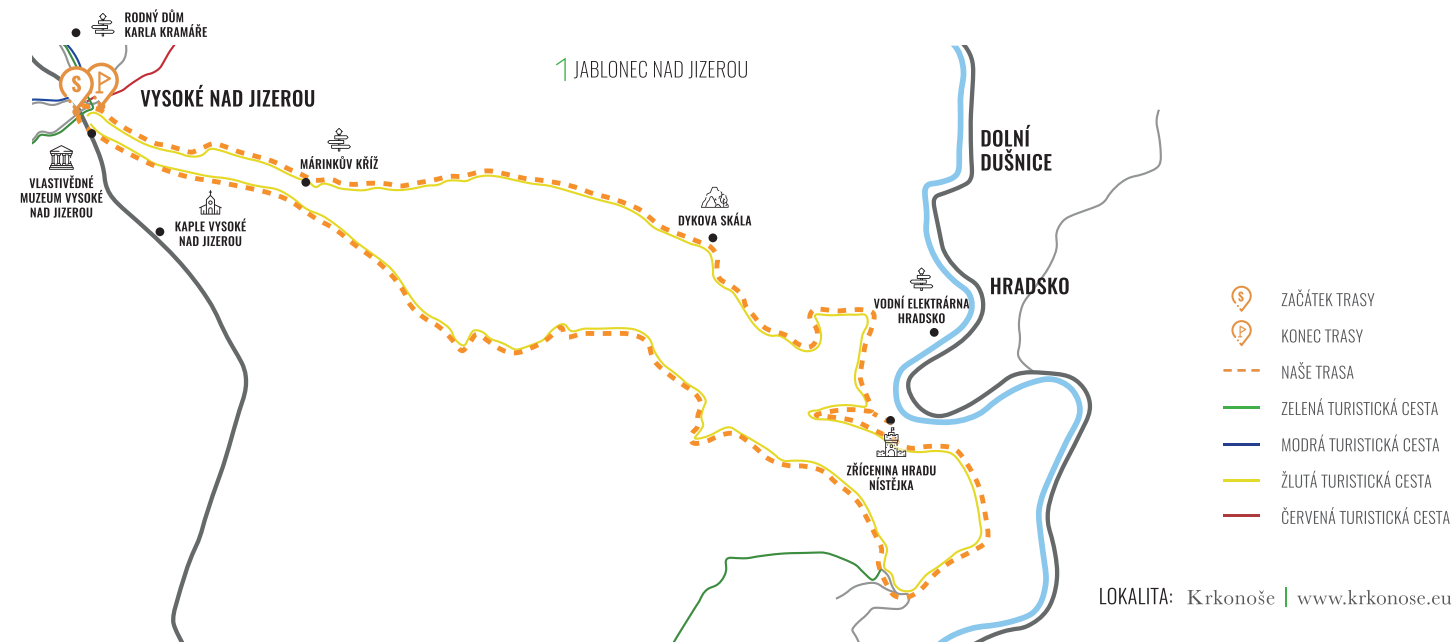 RODNÝ DŮM
KARLA KRAMÁŘE
1 JABLONEC NAD JIZEROU
S
VYSOKÉ NAD JIZEROU
MÁRINKŮV KŘÍŽ
VLASTIVĚDNÉ
MUZEUM VYSOKÉ
NAD JIZEROU
KAPLE VYSOKÉ
NAD JIZEROU
DYKOVA SKÁLA
DOLNÍ
DUŠNICE
HRADSKO
VODNÍ ELEKTRÁRNA
HRADSKO
ZŘÍCENINA HRADU
NÍSTĚJKA
S
ZAČÁTEK TRASY
KONEC TRASY
NAŠE TRASA
ZELENÁ TURISTICKÁ CESTA
MODRÁ TURISTICKÁ CESTA
ŽLUTÁ TURISTICKÁ CESTA
ČERVENÁ TURISTICKÁ CESTA
LOKALITA: Krkonoše | www.krkonose.eu